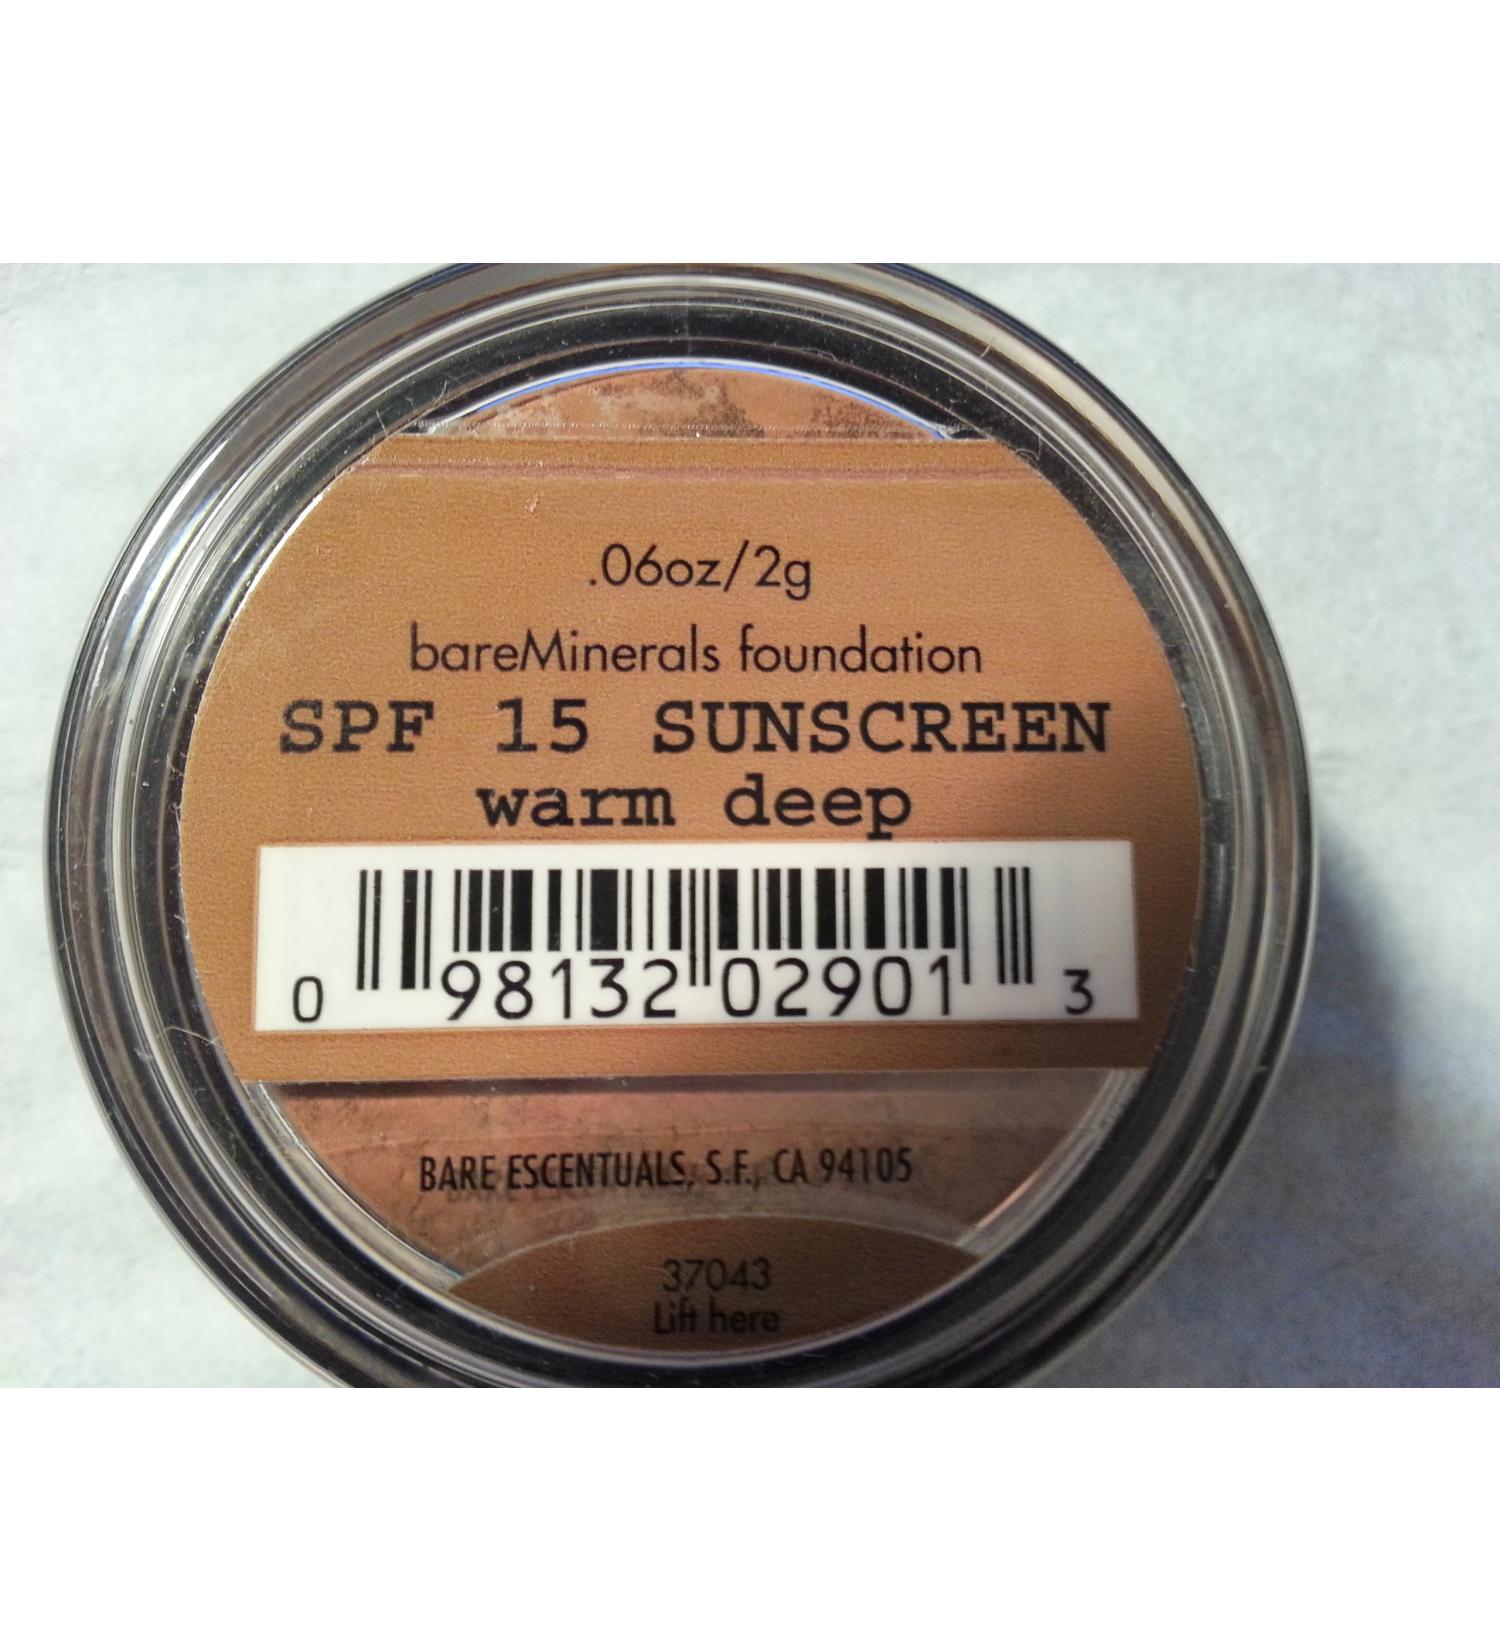 .06oz/2g
bareMinerals foundation
SPF 15 SUNSCREEN
warm deep
0 98132 02901 3
BARE ESCENTUALS, S.F., CA 94105
37043
Lift here